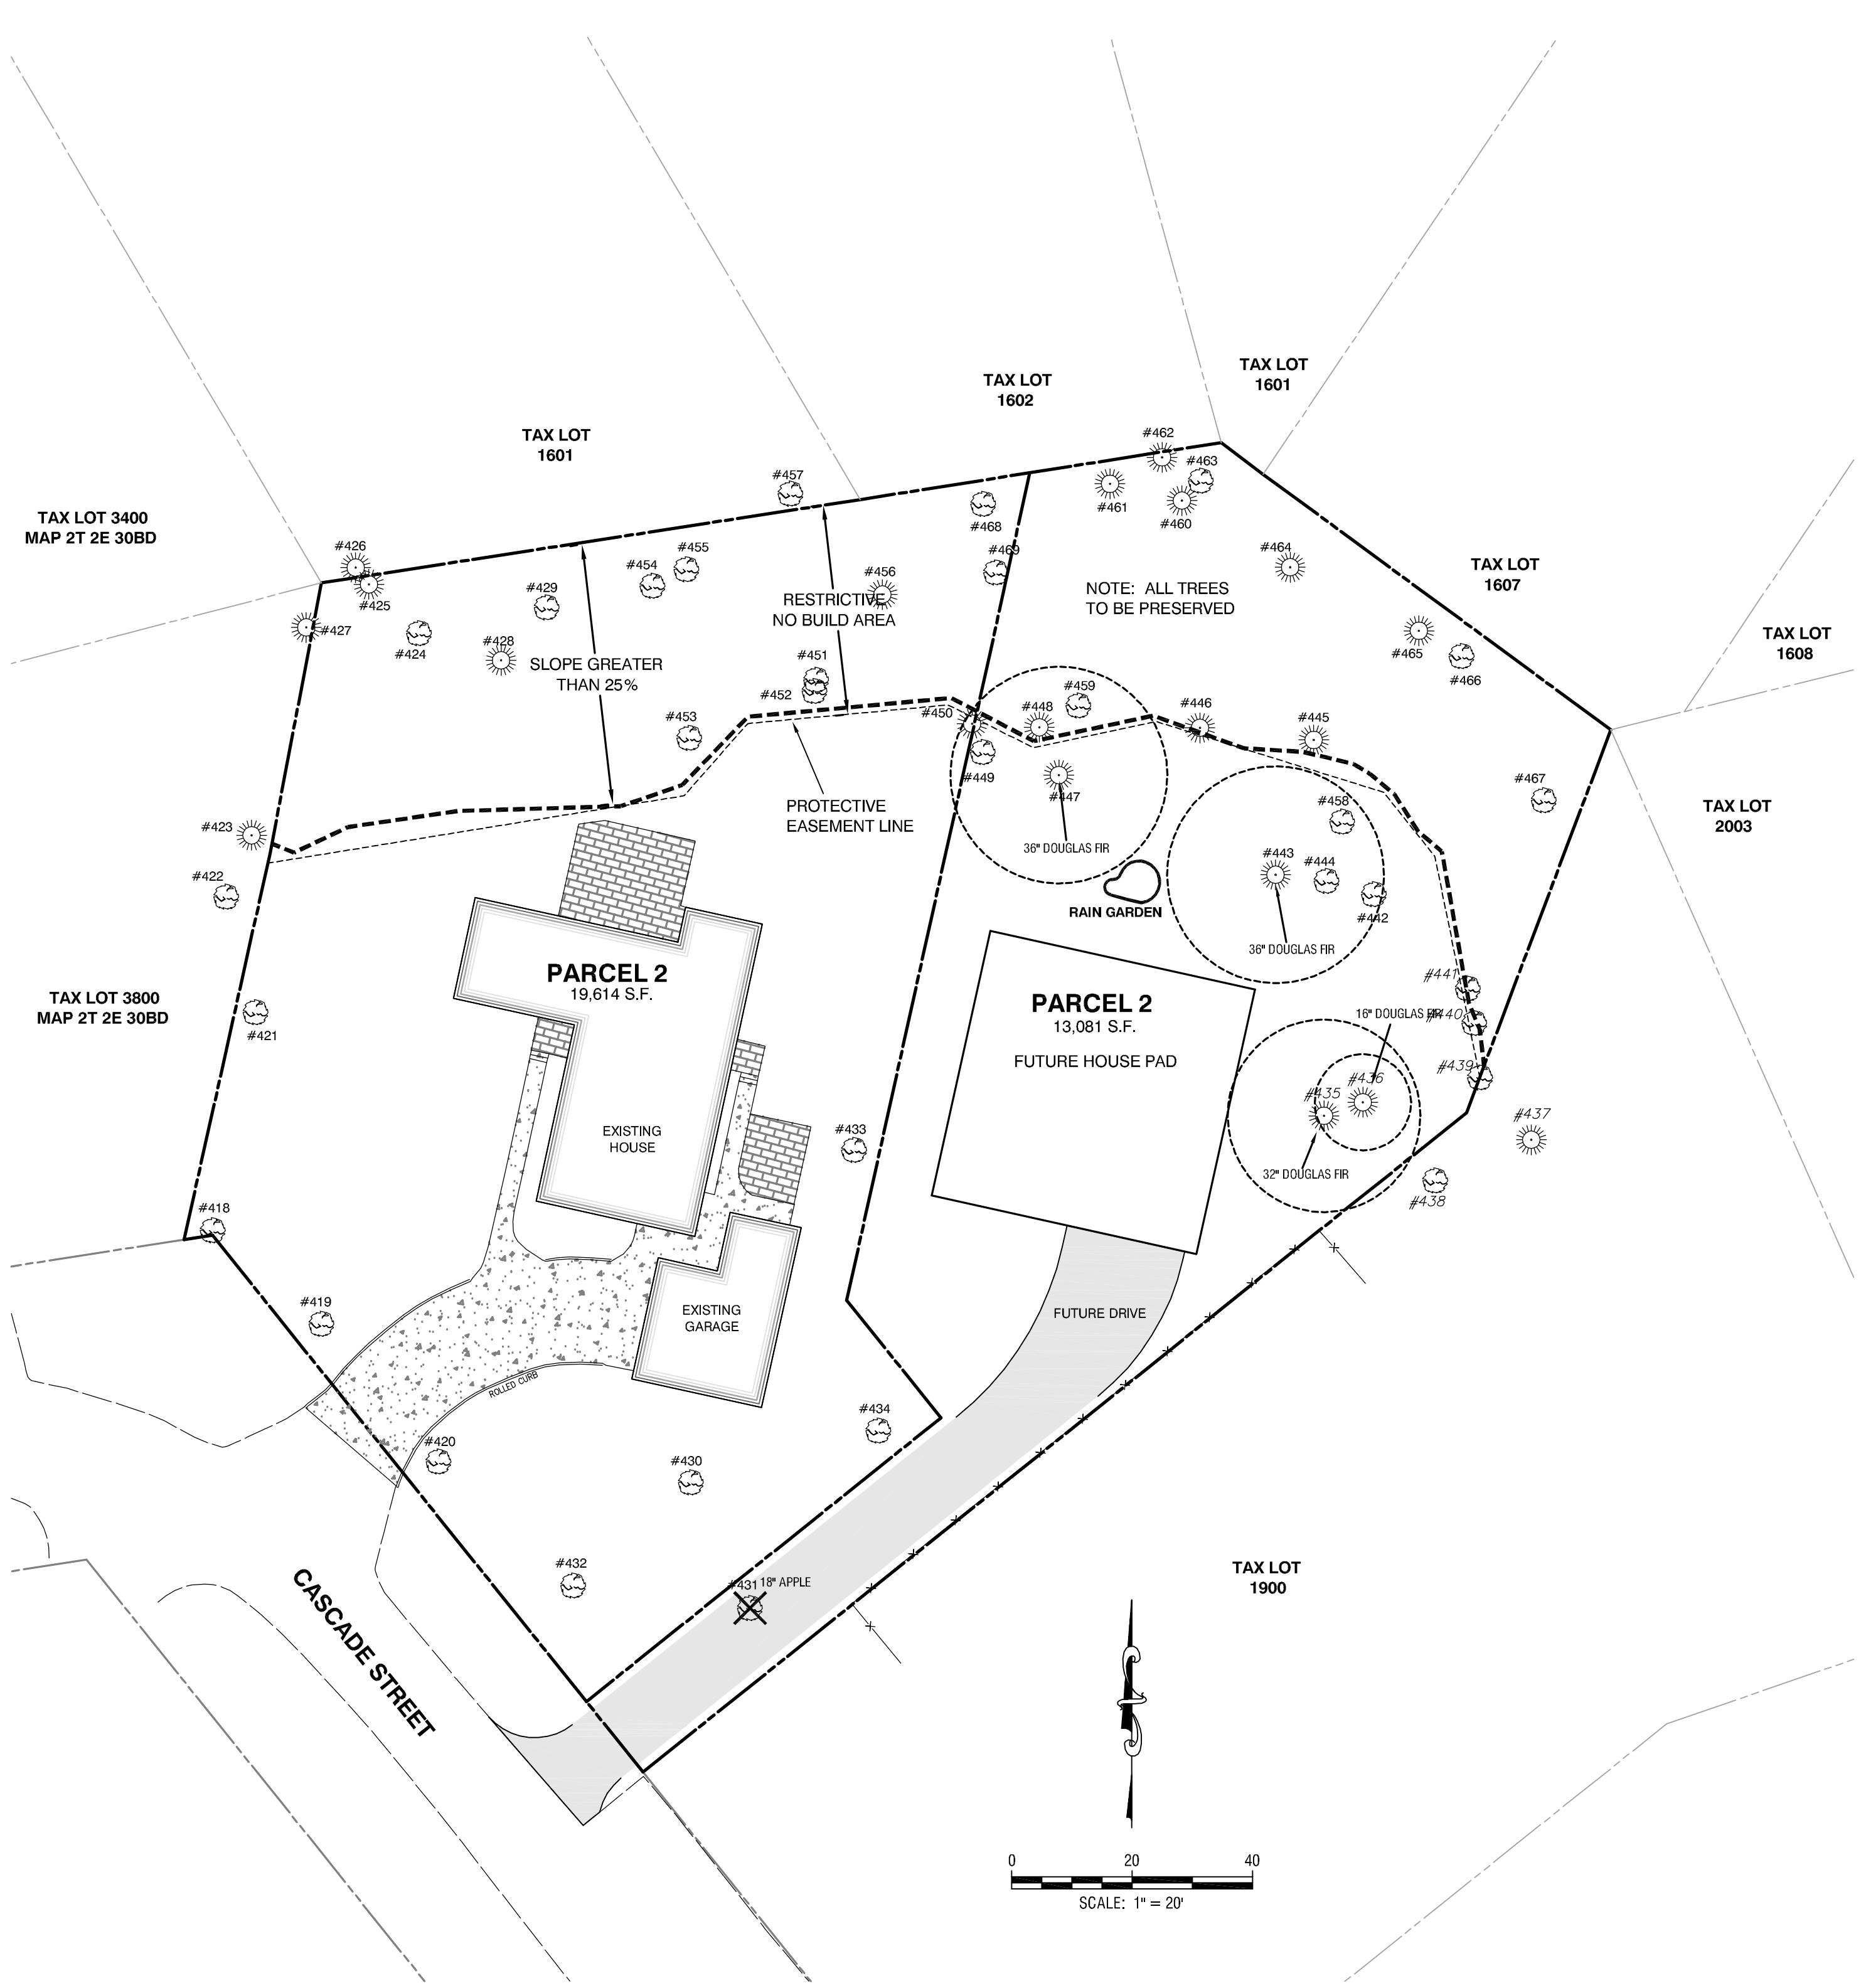 TAX LOT
1601
TAX LOT
1602
TAX LOT
1601
#462
#463
#461
#460
#457
#468
#469
#464
TAX LOT 3400
MAP 2T 2E 30BD
#426
#425
#427
#424
#428
#429
#454
#455
#456
RESTRICTIVE
NO BUILD AREA
NOTE: ALL TREES
TO BE PRESERVED
TAX LOT
1607
#465
#466
TAX LOT
1608
SLOPE GREATER
THAN 25%
#451
#452
#453
#450
#448
#459
#446
#445
#449
#447
#467
TAX LOT
2003
#423
#422
PROTECTIVE
EASEMENT LINE
36" DOUGLAS FIR
#458
#443
#444
#442
RAIN GARDEN
36" DOUGLAS FIR
PARCEL 2
19,614 S.F.
TAX LOT 3800
MAP 2T 2E 30BD
#421
PARCEL 2
13,081 S.F.
FUTURE HOUSE PAD
#441
16" DOUGLAS FIR
#440
#439
#436
#435
#437
32" DOUGLAS FIR
#438
EXISTING
HOUSE
#433
#418
#419
EXISTING
GARAGE
FUTURE DRIVE
ROLLED CURB
#420
#434
#430
#432
#431
18" APPLE
TAX LOT
1900
CASCADE STREET
0 20 40
SCALE: 1" = 20'